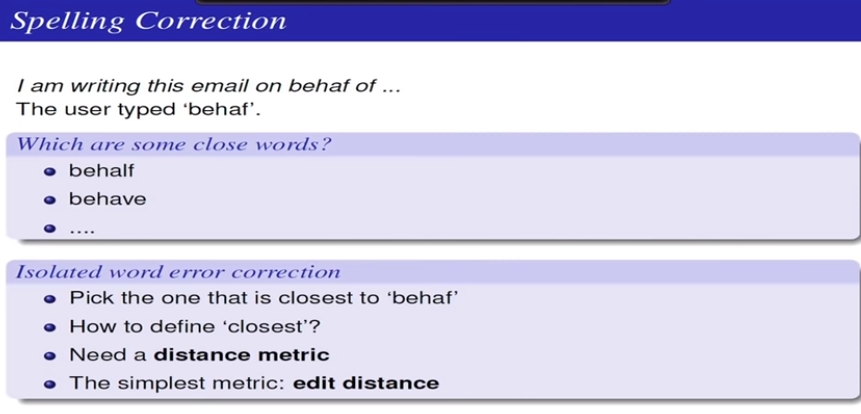 Spelling Correction
I am writing this email on behaf of ...
The user typed ‘behaf’.
Which are some close words?
behalf
behave
....
Isolated word error correction
Pick the one that is closest to ‘behaf’
How to define ‘closest’?
Need a distance metric
The simplest metric: edit distance